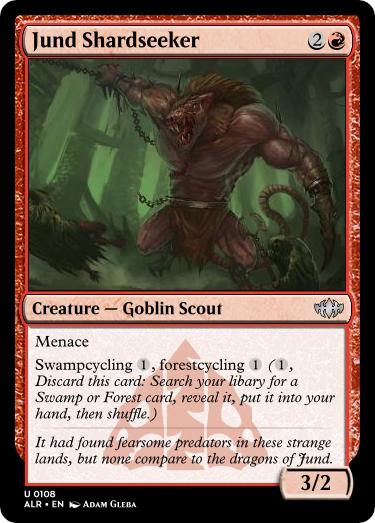 Jund Shardseeker 2
Creature — Goblin Scout
Menace
Swampcycling 1, forestcycling 1 (1,
Discard this card: Search your libary for a
Swamp or Forest card, reveal it, put it into your
hand, then shuffle.)
It had found fearsome predators in these strange
lands, but none compare to the dragons of Jund.
3/2
U 0108
ALR • EN Adam Gleba